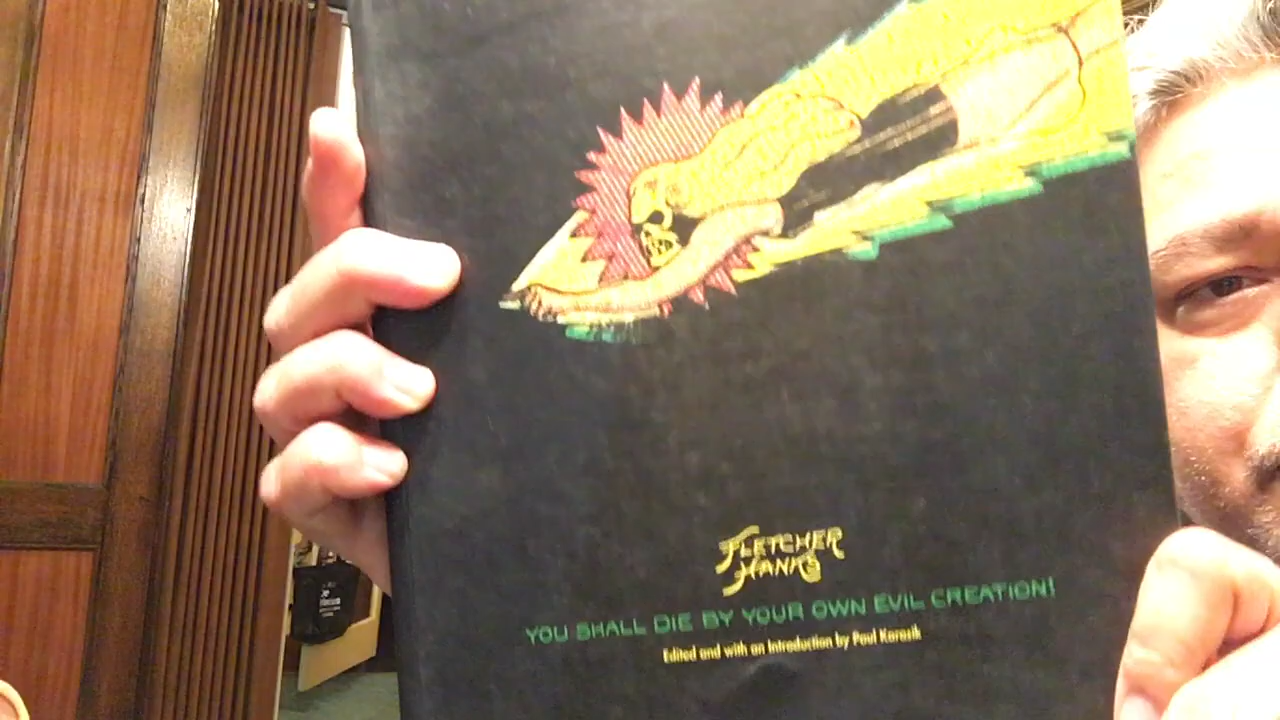 FLETCHER
HANKS
YOU SHALL DIE BY YOUR OWN EVIL CREATION!
Edited and with an Introduction by Paul Karasik